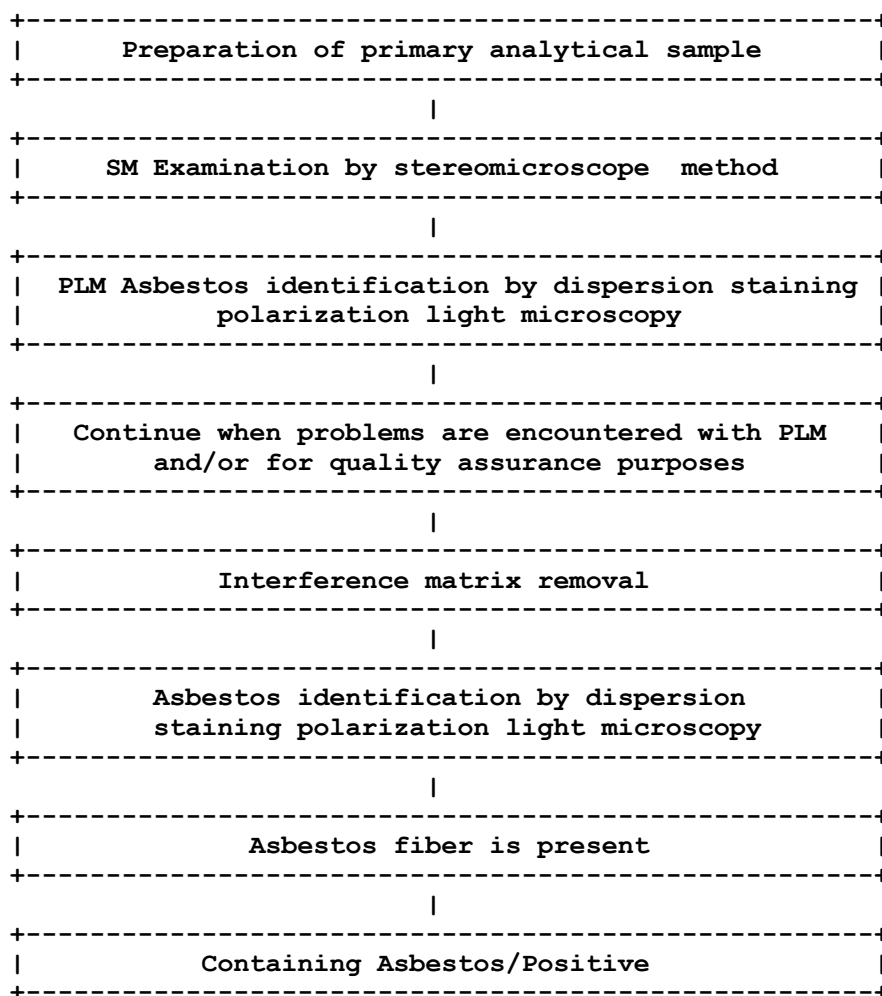 Preparation of primary analytical sample
SM Examination by stereomicroscope  method
PLM Asbestos identification by dispersion staining
polarization light microscopy
Continue when problems are encountered with PLM
and/or for quality assurance purposes
Interference matrix removal
Asbestos identification by dispersion
staining polarization light microscopy
Asbestos fiber is present
Containing Asbestos/Positive